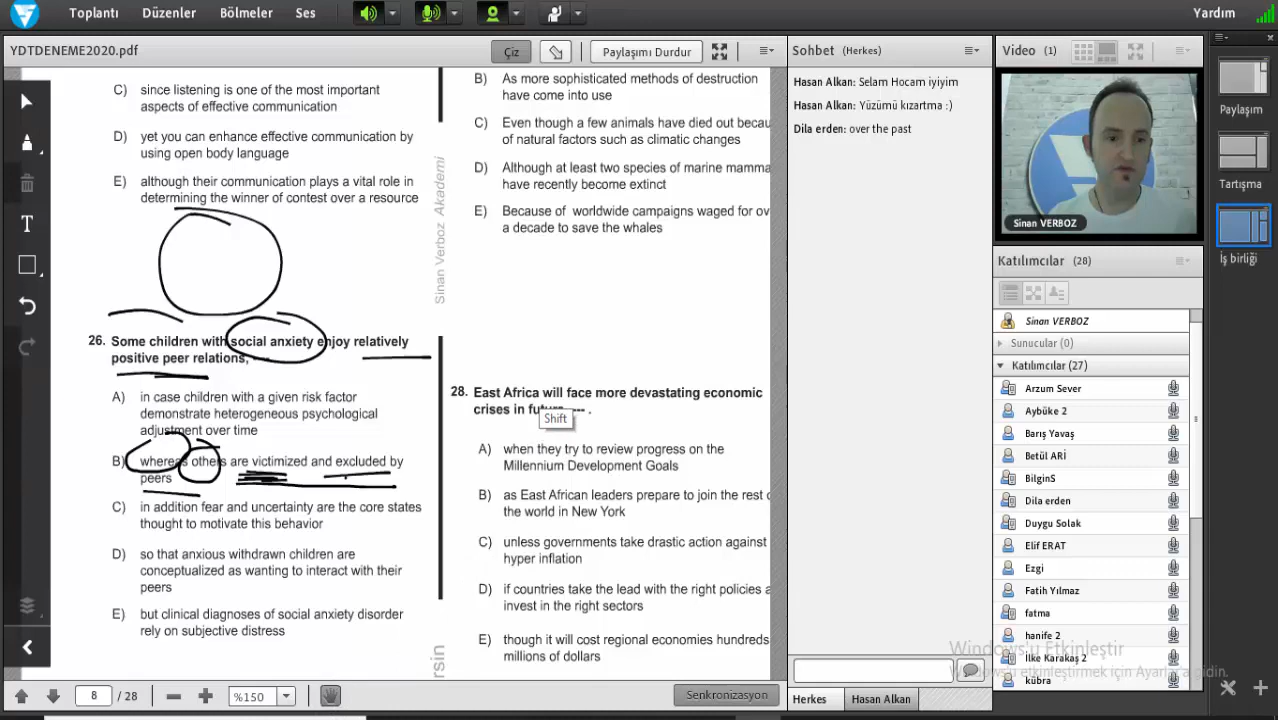 Toplantı Düzenler Bölmeler Ses Yardım
YDTDENEME2020.pdf
Çiz
Paylaşımı Durdur
C) since listening is one of the most important
aspects of effective communication
D) yet you can enhance effective communication by
using open body language
E) although their communication plays a vital role in
determining the winner of contest over a resource
26. Some children with social anxiety enjoy relatively
positive peer relations, ----
A) in case children with a given risk factor
demonstrate heterogeneous psychological
adjustment over time
B) whereas others are victimized and excluded by
peers
C) in addition fear and uncertainty are the core states
thought to motivate this behavior
D) so that anxious withdrawn children are
conceptualized as wanting to interact with their
peers
E) but clinical diagnoses of social anxiety disorder
rely on subjective distress
Sinan Verboz Akademi
rsin
B) As more sophisticated methods of destruction
have come into use
C) Even though a few animals have died out becau
of natural factors such as climatic changes
D) Although at least two species of marine mamma
have recently become extinct
E) Because of worldwide campaigns waged for ov
a decade to save the whales
28. East Africa will face more devastating economic
crises in future ---- .
Shift
A) when they try to review progress on the
Millennium Development Goals
B) as East African leaders prepare to join the rest o
the world in New York
C) unless governments take drastic action against
hyper inflation
D) if countries take the lead with the right policies a
invest in the right sectors
E) though it will cost regional economies hundreds
millions of dollars
8 / 28
%150
Senkronizasyon
Sohbet (Herkes)
Hasan Alkan: Selam Hocam iyiyim
Hasan Alkan: Yüzümü kızartma :)
Dila erden: over the past
Herkes
Hasan Alkan
Video (1)
Sinan VERBOZ
Katılımcılar (28)
Sinan VERBOZ
Sunucular (0)
Katılımcılar (27)
Arzum Sever
Aybüke 2
Barış Yavaş
Betül ARİ
BilginS
Dila erden
Duygu Solak
Elif ERAT
Ezgi
Fatih Yılmaz
fatma
hanife 2
İlke Karakaş 2
kübra
Windows'u Etkinleştir
Windows'u etkinleştirmek için Ayarlar'a gidin.
Paylaşım
Tartışma
İş birliği